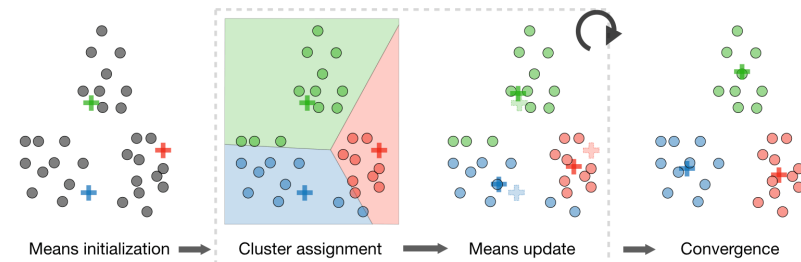 Means initialization
Cluster assignment
Means update
Convergence